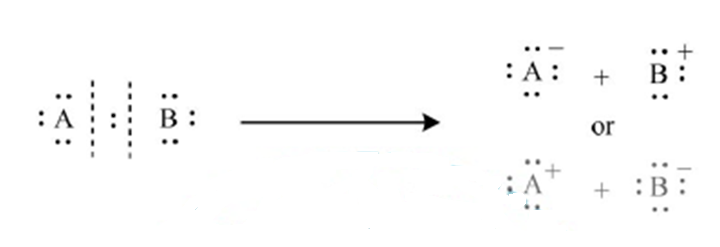 :Ä:⁻ + B̈:⁺
:Ä | : | B̈: ⟶ or
:Ä⁺ + :B̈:⁻